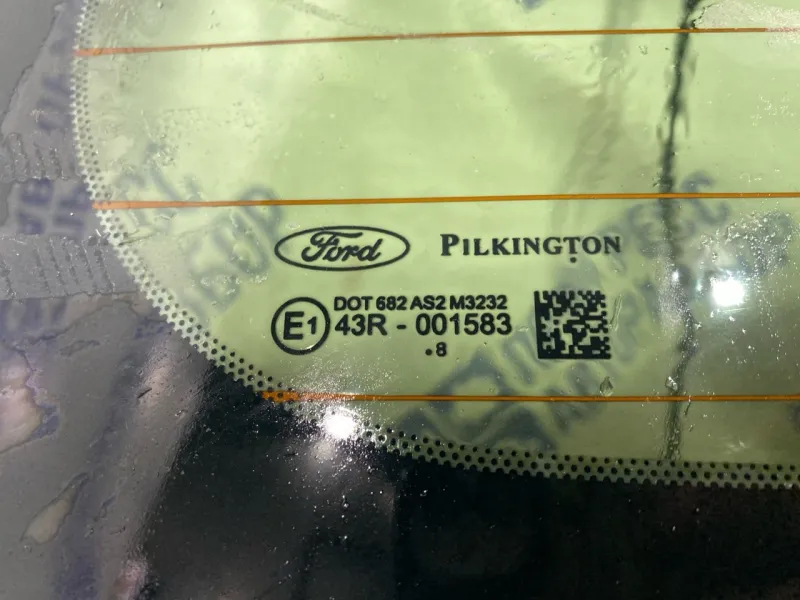 Ford PILKINGTON
DOT 682 AS2 M3232
E1 43R - 001583
.8